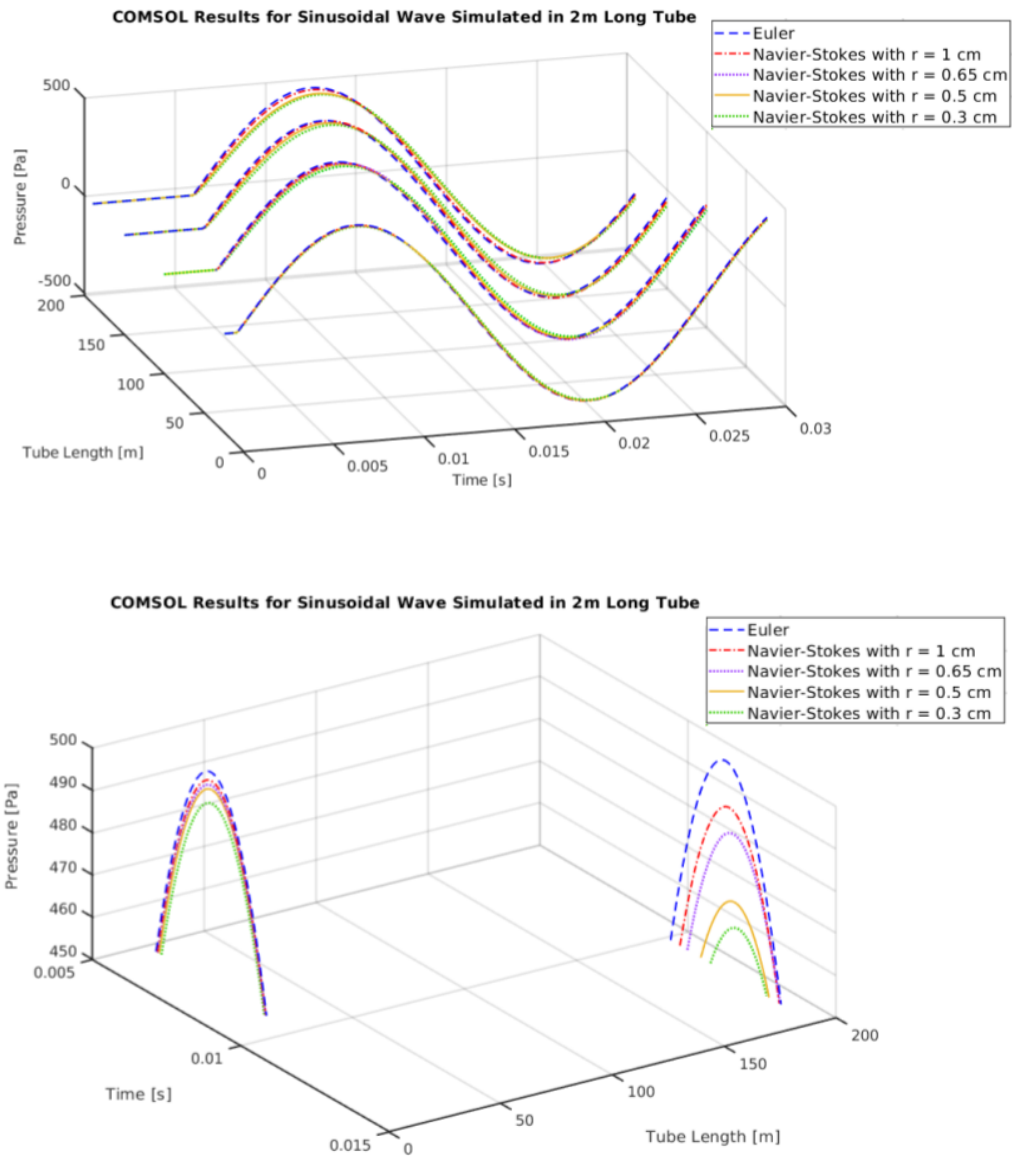 COMSOL Results for Sinusoidal Wave Simulated in 2m Long Tube
Euler
Navier-Stokes with r = 1 cm
Navier-Stokes with r = 0.65 cm
Navier-Stokes with r = 0.5 cm
Navier-Stokes with r = 0.3 cm
500
0
-500
Pressure [Pa]
200
150
100
50
0
Tube Length [m]
0
0.005
0.01
0.015
0.02
0.025
0.03
Time [s]
COMSOL Results for Sinusoidal Wave Simulated in 2m Long Tube
Euler
Navier-Stokes with r = 1 cm
Navier-Stokes with r = 0.65 cm
Navier-Stokes with r = 0.5 cm
Navier-Stokes with r = 0.3 cm
500
490
480
470
460
450
Pressure [Pa]
0.005
0.01
0.015
Time [s]
0
50
100
150
200
Tube Length [m]